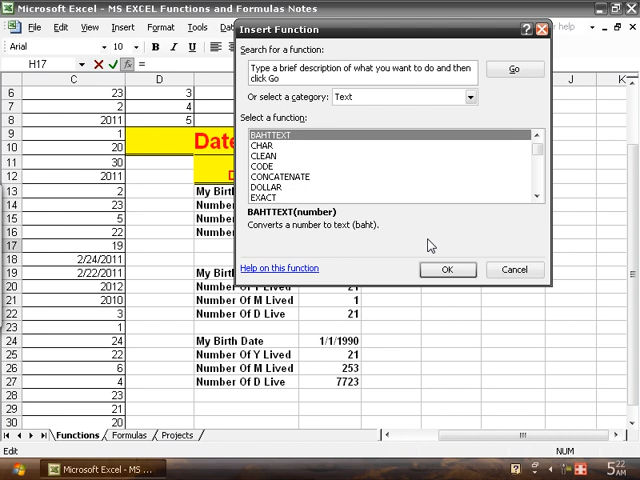 Microsoft Excel - MS EXCEL Functions and Formulas Notes
File Edit View Insert Format Tools
for help
Arial 10 B I U
H17 =
C D J K
6 23 3
7 2 4
8 2011 5
9 1
10 20 Date
11 30
12 2011 D
13 2 My Birth
14 23 Number
15 5 Number
16 22 Number
17 19
18 2/24/2011
19 2/22/2011 My Birth
20 2012 Number Of Y Lived 21
21 2010 Number Of M Lived 1
22 3 Number Of D Live 21
23 1
24 24 My Birth Date 1/1/1990
25 22 Number Of Y Lived 21
26 6 Number Of M Lived 253
27 4 Number Of D Live 7723
28 23
29 21
30 20
Insert Function
Search for a function:
Type a brief description of what you want to do and then
click Go
Go
Or select a category: Text
Select a function:
BAHTTEXT
CHAR
CLEAN
CODE
CONCATENATE
DOLLAR
EXACT
BAHTTEXT(number)
Converts a number to text (baht).
Help on this function
OK Cancel
Functions Formulas Projects
Edit NUM
Microsoft Excel - MS ...
5:22
AM